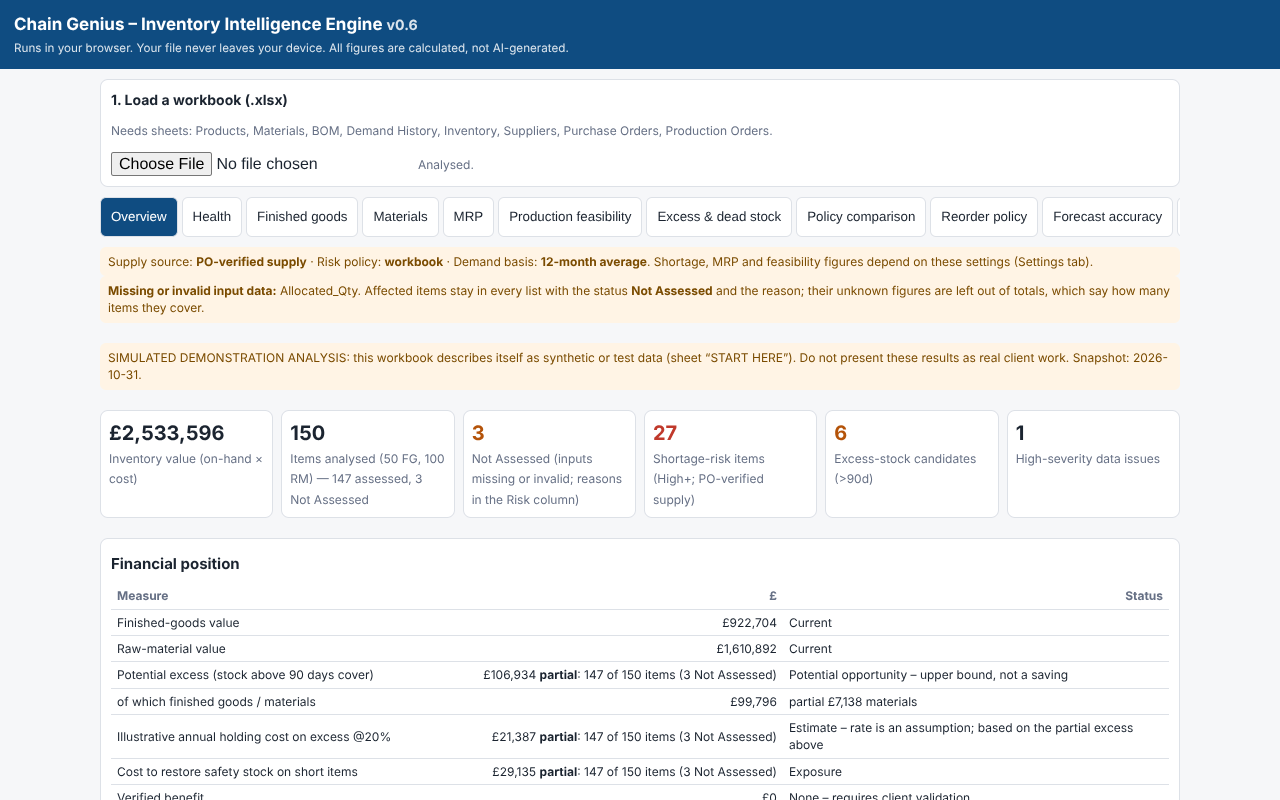 Chain Genius – Inventory Intelligence Engine v0.6
Runs in your browser. Your file never leaves your device. All figures are calculated, not AI-generated.
1. Load a workbook (.xlsx)
Needs sheets: Products, Materials, BOM, Demand History, Inventory, Suppliers, Purchase Orders, Production Orders.
Choose File No file chosen Analysed.
Overview Health Finished goods Materials MRP Production feasibility Excess & dead stock Policy comparison Reorder policy Forecast accuracy
Supply source: PO-verified supply · Risk policy: workbook · Demand basis: 12-month average. Shortage, MRP and feasibility figures depend on these settings (Settings tab).
Missing or invalid input data: Allocated_Qty. Affected items stay in every list with the status Not Assessed and the reason; their unknown figures are left out of totals, which say how many
items they cover.
SIMULATED DEMONSTRATION ANALYSIS: this workbook describes itself as synthetic or test data (sheet “START HERE”). Do not present these results as real client work. Snapshot: 2026-
10-31.
£2,533,596
Inventory value (on-hand ×
cost)
150
Items analysed (50 FG, 100
RM) — 147 assessed, 3
Not Assessed
3
Not Assessed (inputs
missing or invalid; reasons
in the Risk column)
27
Shortage-risk items
(High+; PO-verified
supply)
6
Excess-stock candidates
(>90d)
1
High-severity data issues
Financial position
Measure £ Status
Finished-goods value £922,704 Current
Raw-material value £1,610,892 Current
Potential excess (stock above 90 days cover) £106,934 partial: 147 of 150 items (3 Not Assessed) Potential opportunity – upper bound, not a saving
of which finished goods / materials £99,796 partial £7,138 materials
Illustrative annual holding cost on excess @20% £21,387 partial: 147 of 150 items (3 Not Assessed) Estimate – rate is an assumption; based on the partial excess
above
Cost to restore safety stock on short items £29,135 partial: 147 of 150 items (3 Not Assessed) Exposure
Verified benefit £0 None – requires client validation